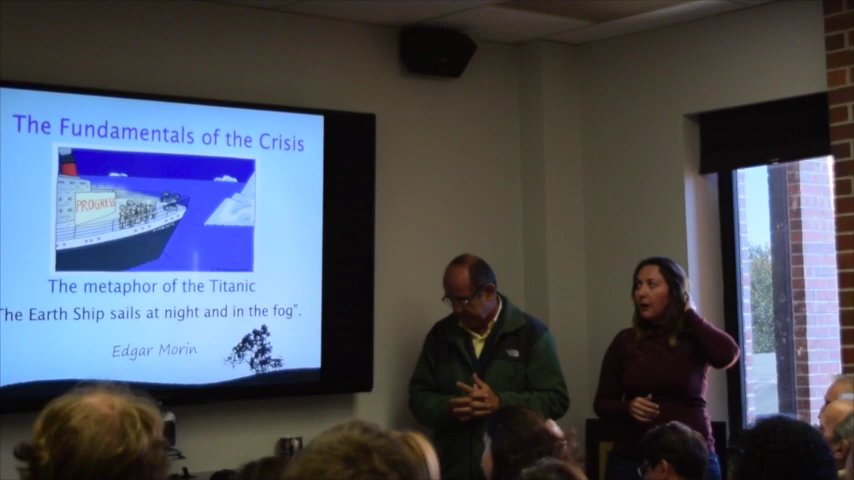 The Fundamentals of the Crisis
PROGRESS
The metaphor of the Titanic
The Earth Ship sails at night and in the fog".
Edgar Morin